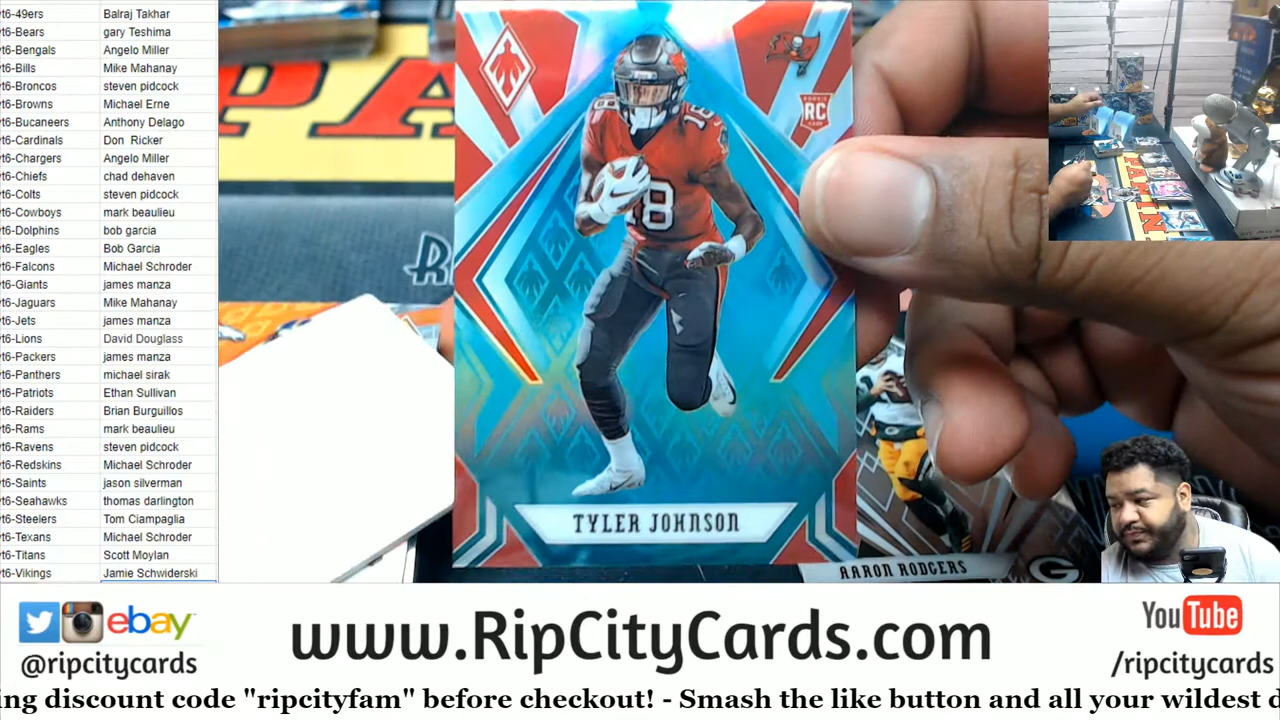 t6-49ers Balraj Takhar
t6-Bears gary Teshima
t6-Bengals Angelo Miller
t6-Bills Mike Mahanay
t6-Broncos steven pidcock
t6-Browns Michael Erne
t6-Bucaneers Anthony Delago
t6-Cardinals Don Ricker
t6-Chargers Angelo Miller
t6-Chiefs chad dehaven
t6-Colts steven pidcock
t6-Cowboys mark beaulieu
t6-Dolphins bob garcia
t6-Eagles Bob Garcia
t6-Falcons Michael Schroder
t6-Giants james manza
t6-Jaguars Mike Mahanay
t6-Jets james manza
t6-Lions David Douglass
t6-Packers james manza
t6-Panthers michael sirak
t6-Patriots Ethan Sullivan
t6-Raiders Brian Burguillos
t6-Rams mark beaulieu
t6-Ravens steven pidcock
t6-Redskins Michael Schroder
t6-Saints jason silverman
t6-Seahawks thomas darlington
t6-Steelers Tom Ciampaglia
t6-Texans Michael Schroder
t6-Titans Scott Moylan
t6-Vikings Jamie Schwiderski
PA
ROOKIE
RC
CARD
18
18
TYLER JOHNSON
AARON RODGERS
G
PANINI
ebay
@ripcitycards
www.RipCityCards.com
YouTube
/ripcitycards
ing discount code "ripcityfam" before checkout! - Smash the like button and all your wildest d